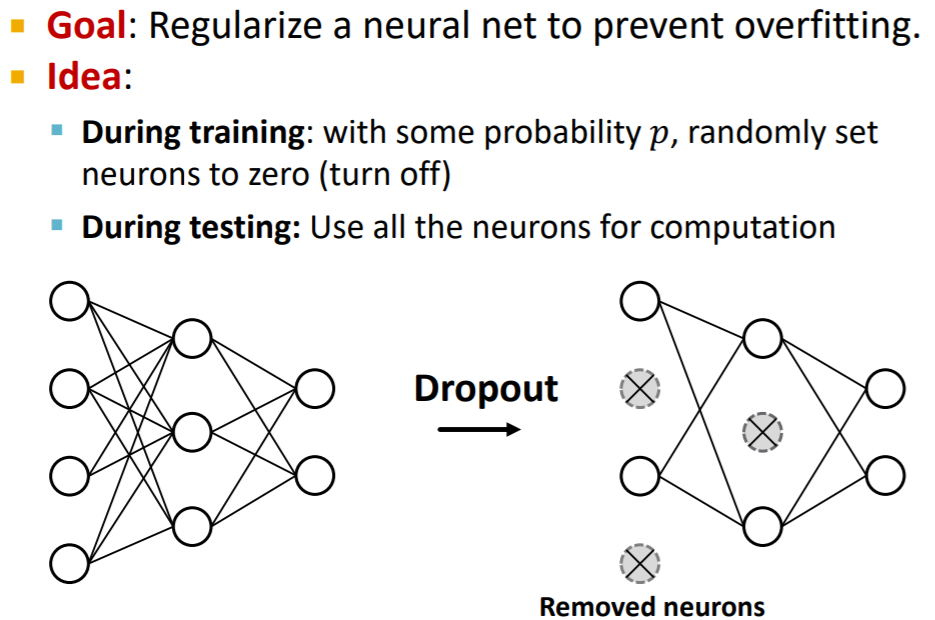 Goal: Regularize a neural net to prevent overfitting.
Idea:
During training: with some probability p, randomly set
neurons to zero (turn off)
During testing: Use all the neurons for computation
Dropout
Removed neurons